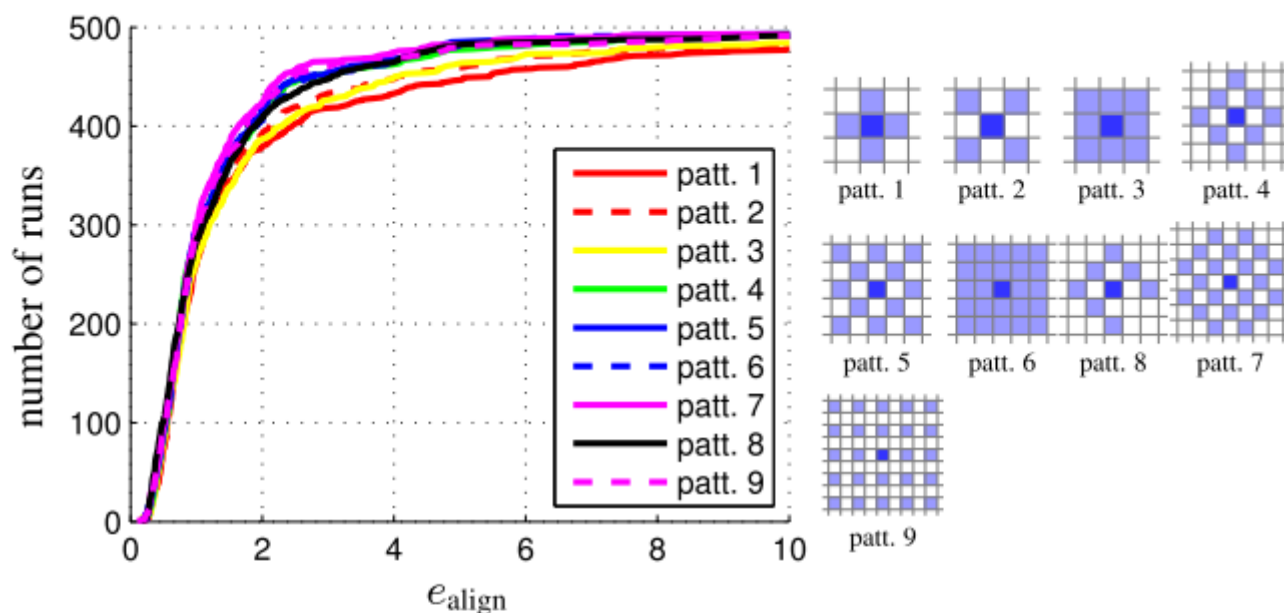 500
400
300
200
100
0
number of runs
0 2 4 6 8 10
e align
patt. 1
patt. 2
patt. 3
patt. 4
patt. 5
patt. 6
patt. 7
patt. 8
patt. 9
patt. 1 patt. 2 patt. 3 patt. 4
patt. 5 patt. 6 patt. 8 patt. 7
patt. 9